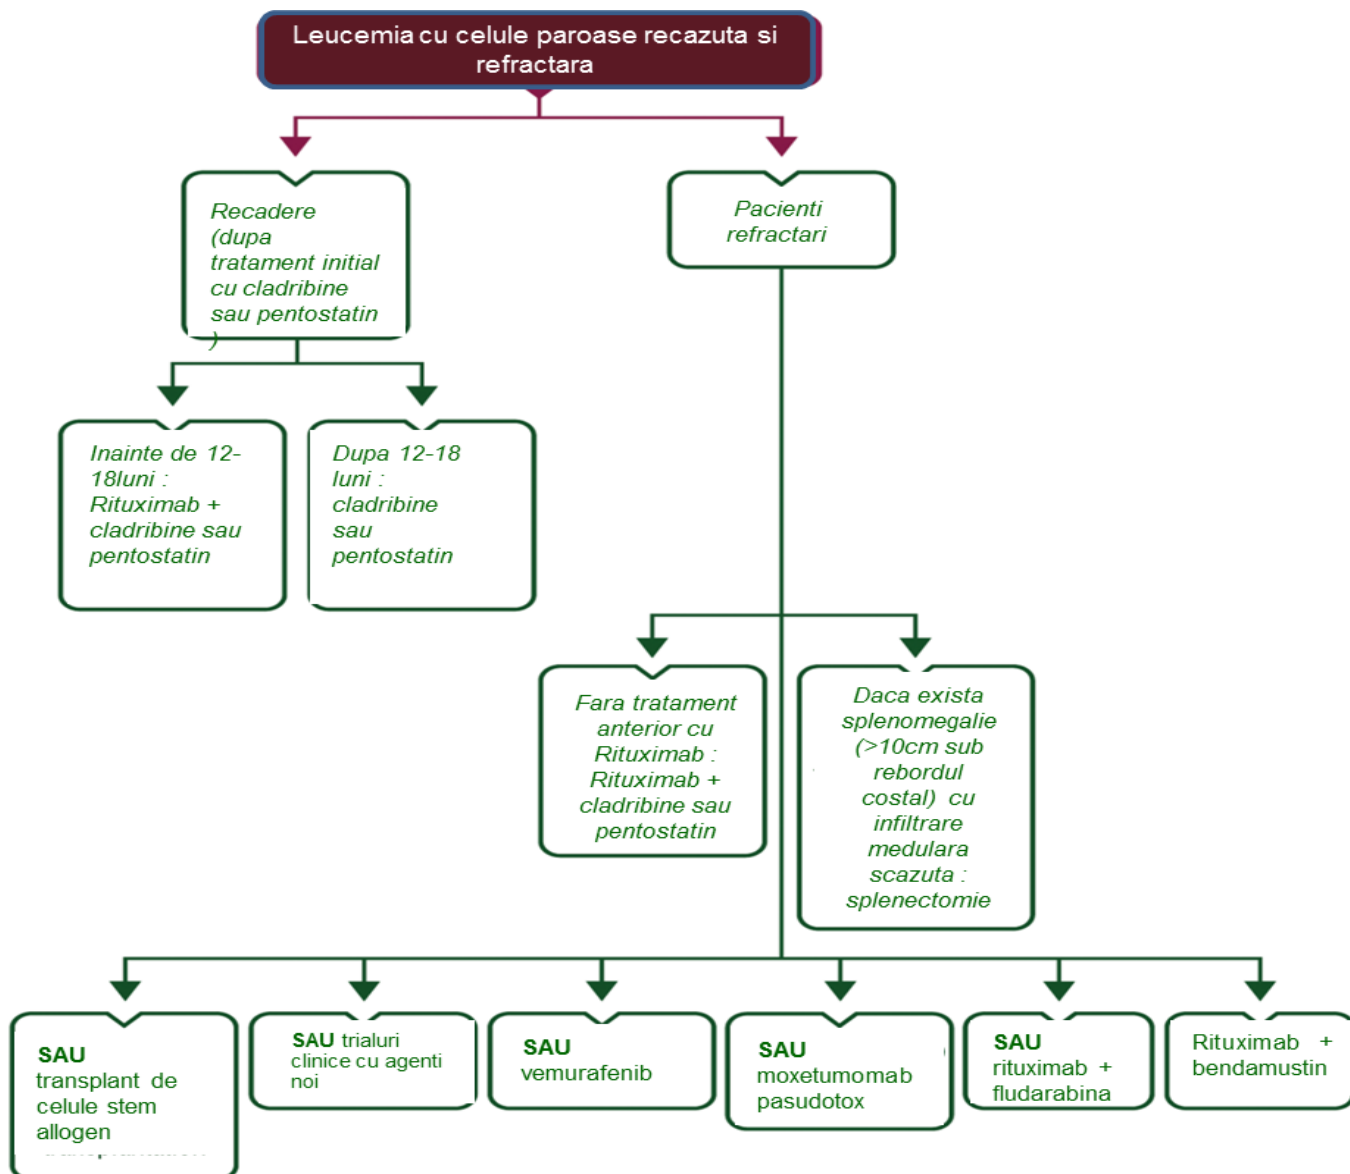 Leucemia cu celule paroase recazuta si
refractara
Recadere
(dupa
tratament initial
cu cladribine
sau pentostatin
)
Pacienti
refractari
Inainte de 12-
18luni :
Rituximab +
cladribine sau
pentostatin
Dupa 12-18
luni :
cladribine
sau
pentostatin
Fara tratament
anterior cu
Rituximab :
Rituximab +
cladribine sau
pentostatin
Daca exista
splenomegalie
(>10cm sub
rebordul
costal) cu
infiltrare
medulara
scazuta :
splenectomie
SAU
transplant de
celule stem
allogen
SAU trialuri
clinice cu agenti
noi
SAU
vemurafenib
SAU
moxetumomab
pasudotox
SAU
rituximab +
fludarabina
Rituximab +
bendamustin